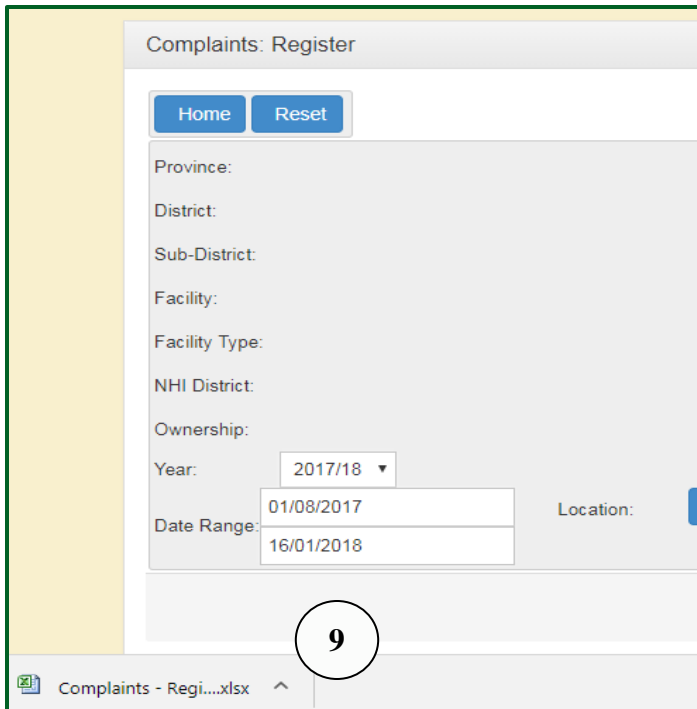 Complaints: Register
Home Reset
Province:
District:
Sub-District:
Facility:
Facility Type:
NHI District:
Ownership:
Year: 2017/18
Date Range: 01/08/2017
16/01/2018
Location:
9
Complaints - Regi....xlsx